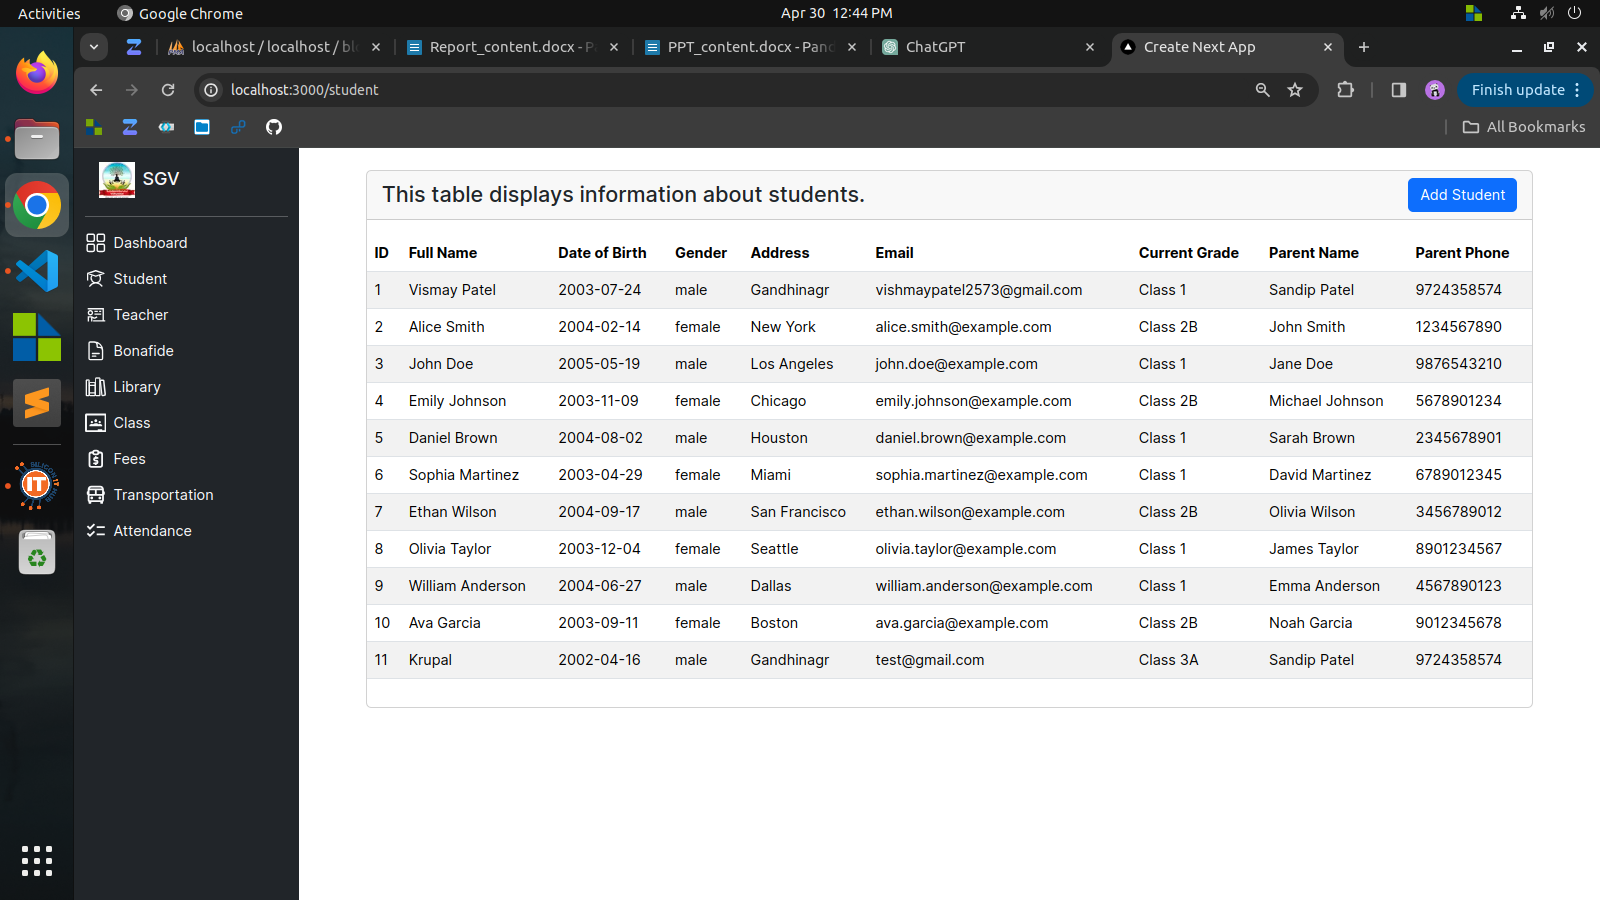 Activities Google Chrome Apr 30 12:44 PM
localhost / localhost / bl Report_content.docx - P PPT_content.docx - Pand ChatGPT Create Next App
localhost:3000/student Finish update
All Bookmarks
SGV
Dashboard
Student
Teacher
Bonafide
Library
Class
Fees
Transportation
Attendance
This table displays information about students. Add Student
ID Full Name Date of Birth Gender Address Email Current Grade Parent Name Parent Phone
1 Vismay Patel 2003-07-24 male Gandhinagr vishmaypatel2573@gmail.com Class 1 Sandip Patel 9724358574
2 Alice Smith 2004-02-14 female New York alice.smith@example.com Class 2B John Smith 1234567890
3 John Doe 2005-05-19 male Los Angeles john.doe@example.com Class 1 Jane Doe 9876543210
4 Emily Johnson 2003-11-09 female Chicago emily.johnson@example.com Class 2B Michael Johnson 5678901234
5 Daniel Brown 2004-08-02 male Houston daniel.brown@example.com Class 1 Sarah Brown 2345678901
6 Sophia Martinez 2003-04-29 female Miami sophia.martinez@example.com Class 1 David Martinez 6789012345
7 Ethan Wilson 2004-09-17 male San Francisco ethan.wilson@example.com Class 2B Olivia Wilson 3456789012
8 Olivia Taylor 2003-12-04 female Seattle olivia.taylor@example.com Class 1 James Taylor 8901234567
9 William Anderson 2004-06-27 male Dallas william.anderson@example.com Class 1 Emma Anderson 4567890123
10 Ava Garcia 2003-09-11 female Boston ava.garcia@example.com Class 2B Noah Garcia 9012345678
11 Krupal 2002-04-16 male Gandhinagr test@gmail.com Class 3A Sandip Patel 9724358574
IT